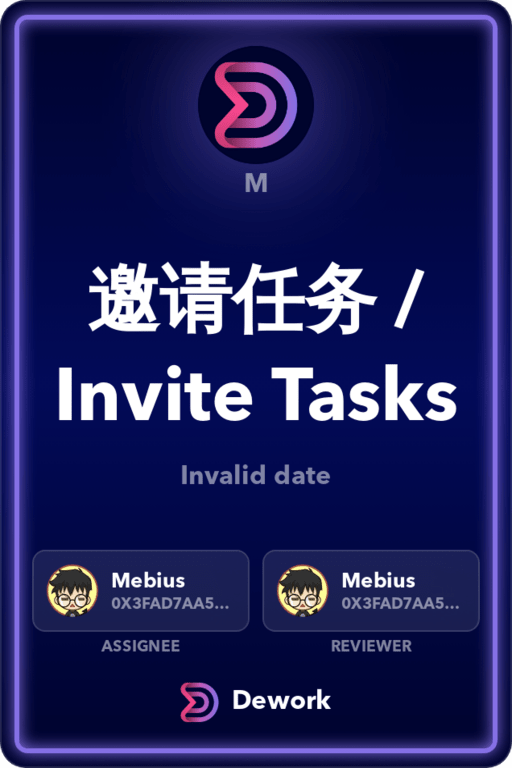 M
邀请任务 /
Invite Tasks
Invalid date
Mebius
0X3FAD7AA5...
ASSIGNEE
Mebius
0X3FAD7AA5...
REVIEWER
Dework